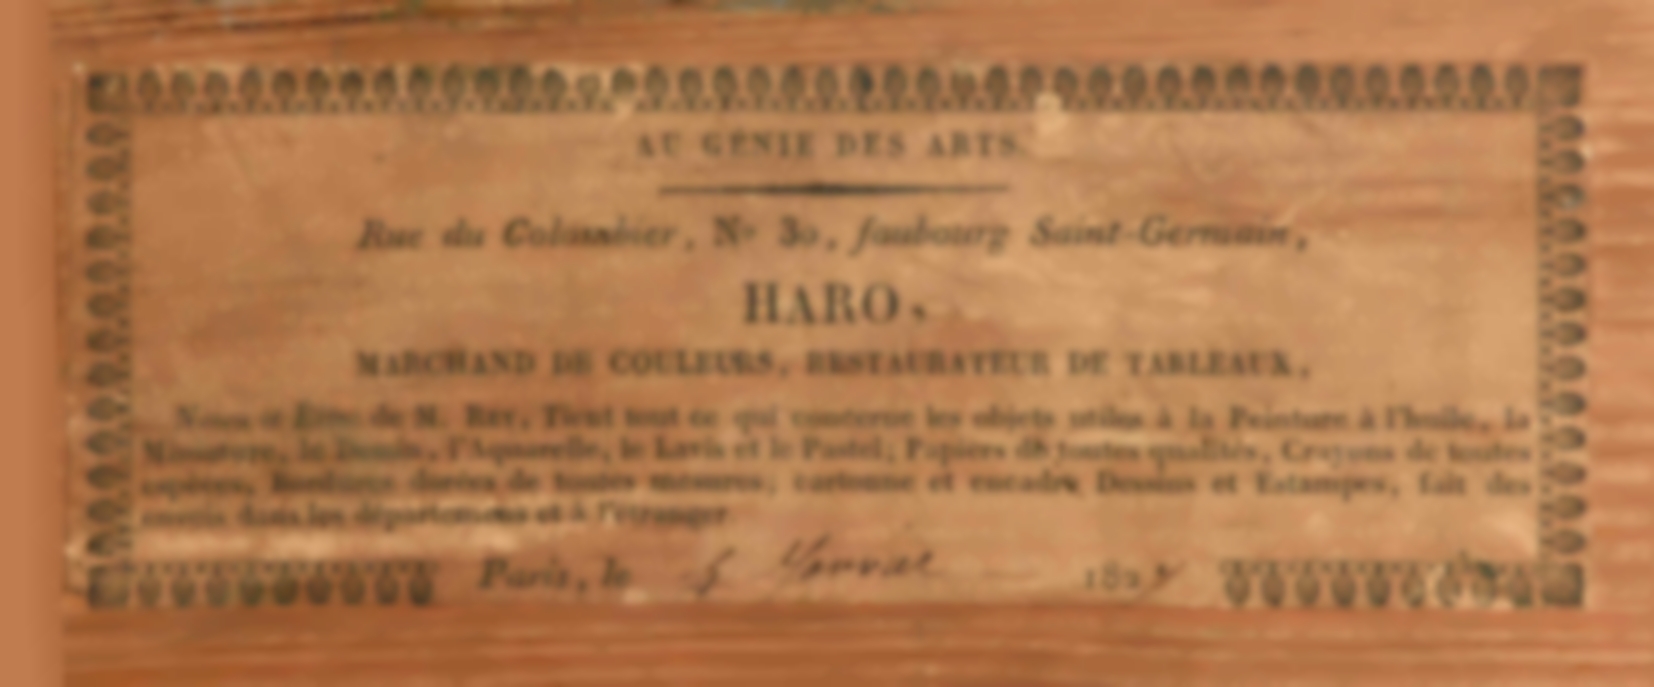 AU GÉNIE DES ARTS.
Rue du Colombier, N° 30, faubourg Saint-Germain,
HARO,
MARCHAND DE COULEURS, RESTAURATEUR DE TABLEAUX,
de M. REY, Tient tout ce qui concerne les objets utiles à la Peinture à l'huile, la
Miniature, le Dessin, l'Aquarelle, le Lavis et le Pastel; Papiers de toutes qualités, Crayons de toutes
espèces, Bordures dorées de toutes mesures; cartonne et encadre Dessins et Estampes, fait des
envois dans les départemens et à l'étranger.
Paris, le 182